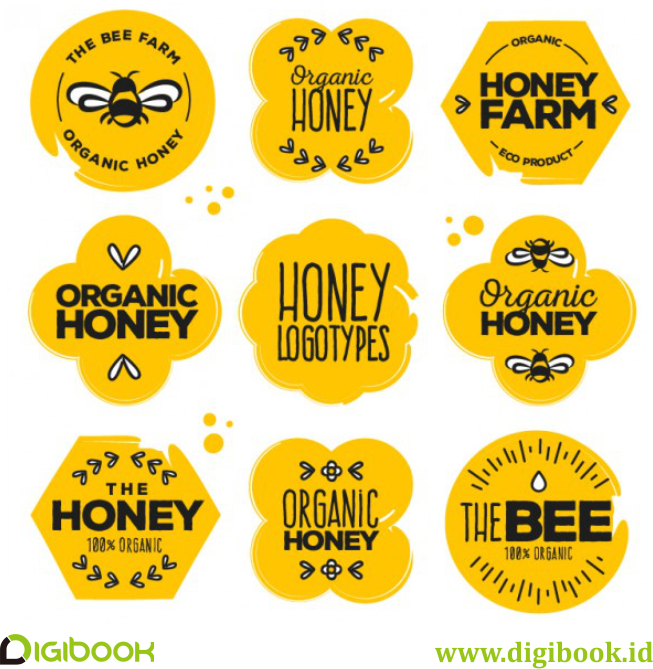 THE BEE FARM
ORGANIC HONEY
Organic
HONEY
ORGANIC
HONEY
FARM
ECO PRODUCT
ORGANIC
HONEY
HONEY
LOGOTYPES
Organic
HONEY
THE
HONEY
100% ORGANIC
ORGANIC
HONEY
THE BEE
100% ORGANIC
DIGIBOOK
www.digibook.id